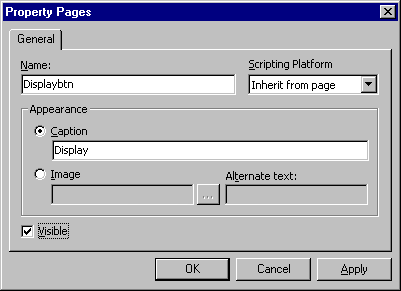 Property Pages
General
Name:
Scripting Platform
Displaybtn
Inherit from page
Appearance
Caption
Display
Image
Alternate text:
...
Visible
OK
Cancel
Apply